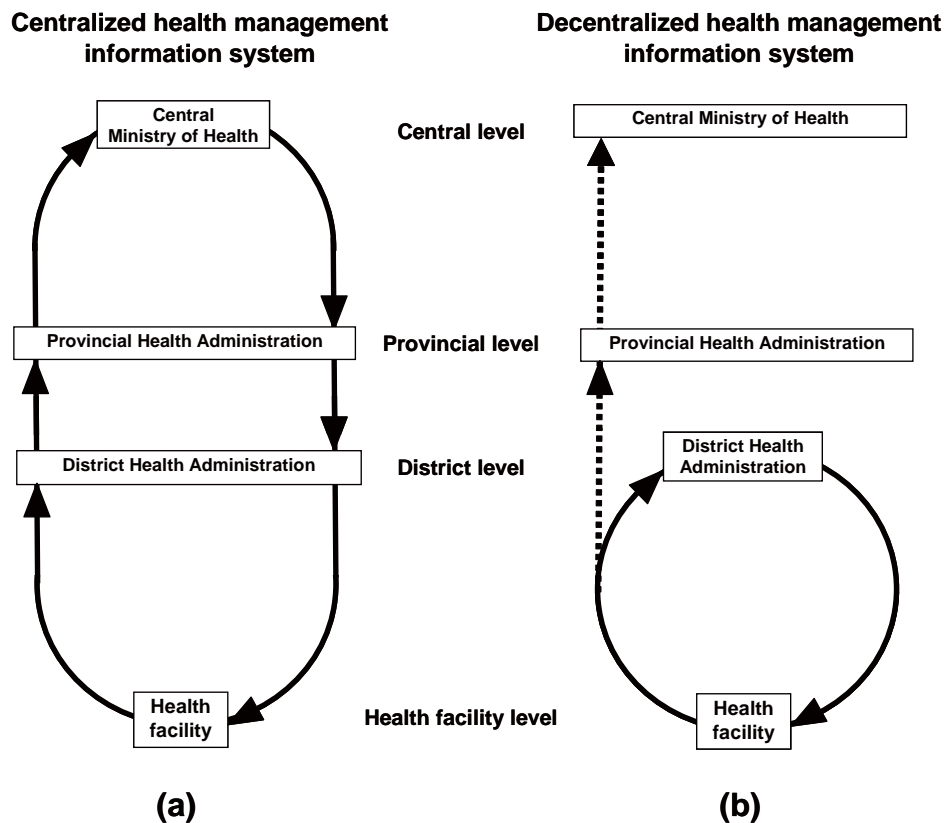 Centralized health management
information system
Decentralized health management
information system
Central
Ministry of Health
Central level
Central Ministry of Health
Provincial Health Administration
Provincial level
Provincial Health Administration
District Health Administration
District level
District Health
Administration
Health
facility
Health facility level
Health
facility
(a)
(b)